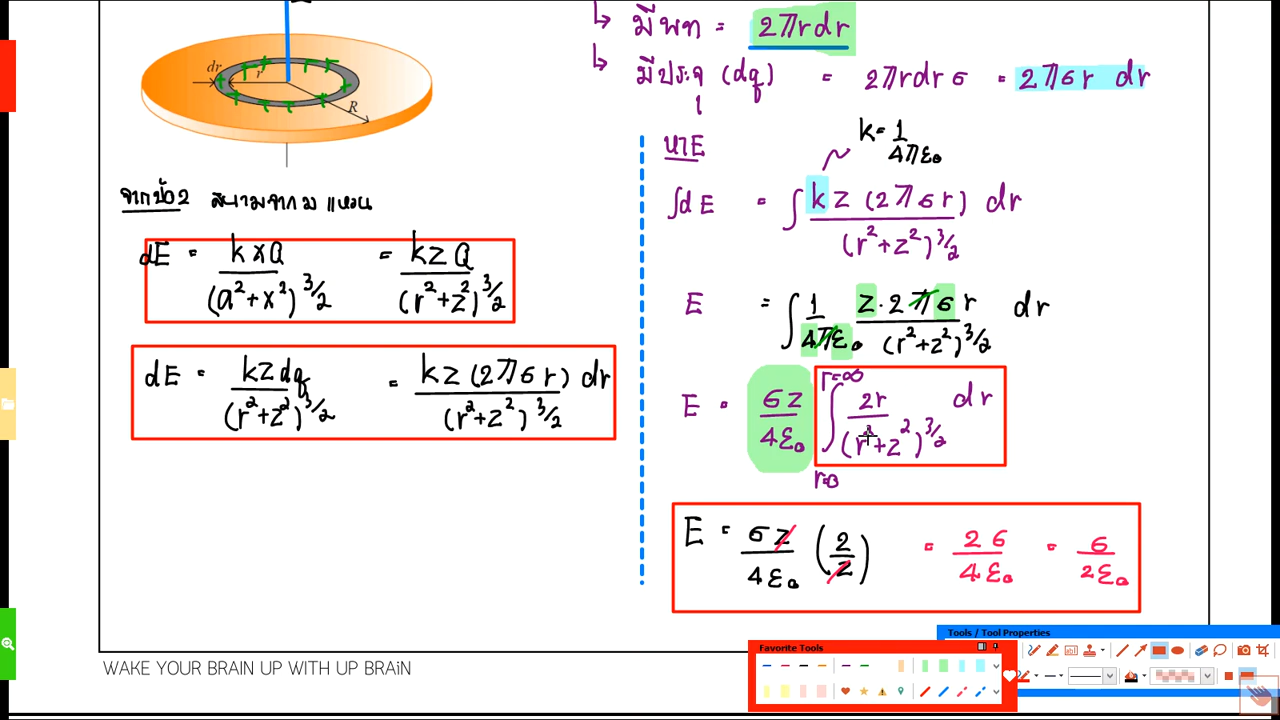 ↳ มีพท = 2πrdr
↳ มีประจุ (dq) = 2πrdrσ = 2πσr dr
dr
r
R
หาE
k = 1/4πε₀
จากข้อ2 สนามจากวงแหวน
∫dE = ∫ kz(2πσr)/(r²+z²)^3/2 dr
dE = kxQ/(a²+x²)^3/2 = kzQ/(r²+z²)^3/2
E = ∫ 1/4πε₀ z·2πσr/(r²+z²)^3/2 dr
dE = kzdq/(r²+z²)^3/2 = kz(2πσr)dr/(r²+z²)^3/2
E = σz/4ε₀ ∫ r=0 r=∞ 2r/(r²+z²)^3/2 dr
E = σz/4ε₀ (2/z) = 2σ/4ε₀ = σ/2ε₀
WAKE YOUR BRAIN UP WITH UP BRAiN
Tools / Tool Properties
Favorite Tools